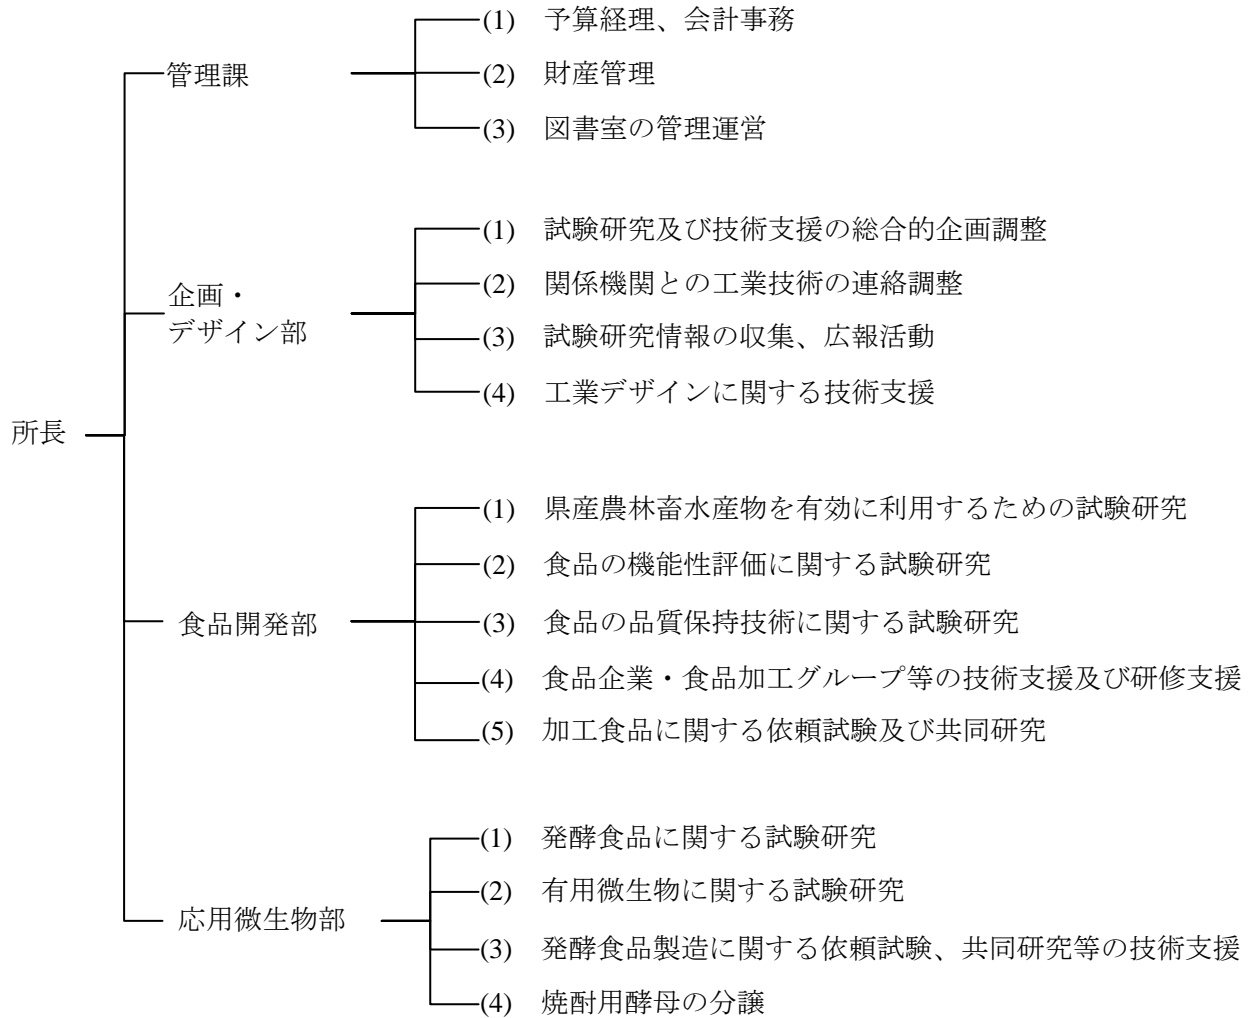 所長
管理課
(1) 予算経理、会計事務
(2) 財産管理
(3) 図書室の管理運営
企画・
デザイン部
(1) 試験研究及び技術支援の総合的企画調整
(2) 関係機関との工業技術の連絡調整
(3) 試験研究情報の収集、広報活動
(4) 工業デザインに関する技術支援
食品開発部
(1) 県産農林畜水産物を有効に利用するための試験研究
(2) 食品の機能性評価に関する試験研究
(3) 食品の品質保持技術に関する試験研究
(4) 食品企業・食品加工グループ等の技術支援及び研修支援
(5) 加工食品に関する依頼試験及び共同研究
応用微生物部
(1) 発酵食品に関する試験研究
(2) 有用微生物に関する試験研究
(3) 発酵食品製造に関する依頼試験、共同研究等の技術支援
(4) 焼酎用酵母の分譲